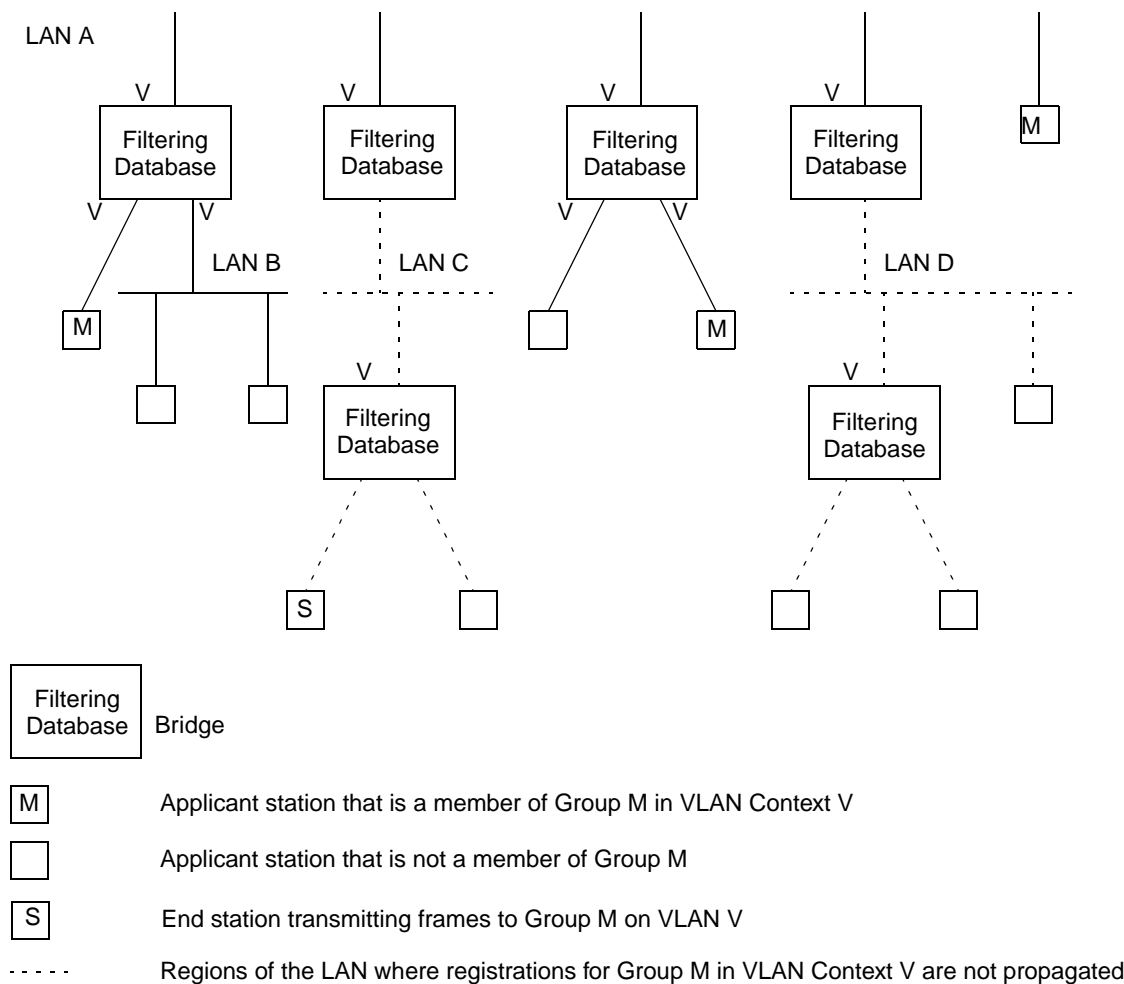 LAN A
V
V
V
V
M
Filtering
Database
Filtering
Database
Filtering
Database
Filtering
Database
V
V
V
V
LAN B
LAN C
LAN D
M
M
V
V
Filtering
Database
Filtering
Database
S
Filtering
Database
Bridge
M
Applicant station that is a member of Group M in VLAN Context V
Applicant station that is not a member of Group M
S
End station transmitting frames to Group M on VLAN V
Regions of the LAN where registrations for Group M in VLAN Context V are not propagated